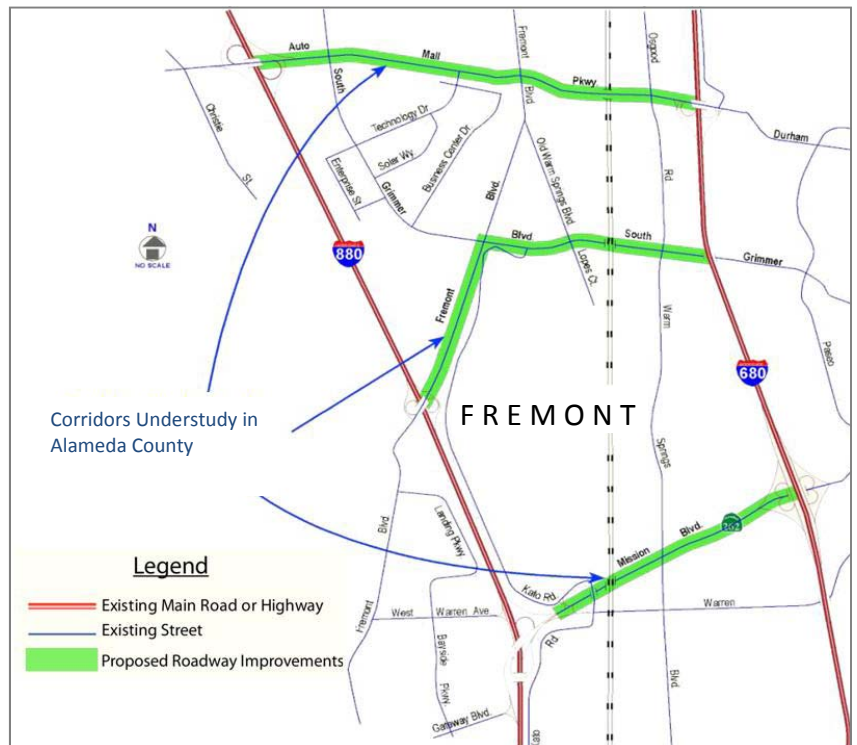 Auto
Mall
Pkwy
South
Fremont
Blvd
Osgood
Rd
Durham
Christie
St
Technology Dr
Solar Wy
Enterprise St
Business Center Dr
Grimmer
Old Warm Springs Blvd
Blvd.
Blvd
South
Grimmer
Lopes Ct.
N
NO SCALE
880
Fremont
Warm
Paseo
680
Corridors Understudy in
Alameda County
FREMONT
Springs
262
Mission
Blvd.
Blvd
Landing Pkwy
Kato Rd
Warren
West Warren Ave
Fremont
Bayside
Pkwy
Rd
Blvd
Gateway Blvd.
Kato
Legend
Existing Main Road or Highway
Existing Street
Proposed Roadway Improvements